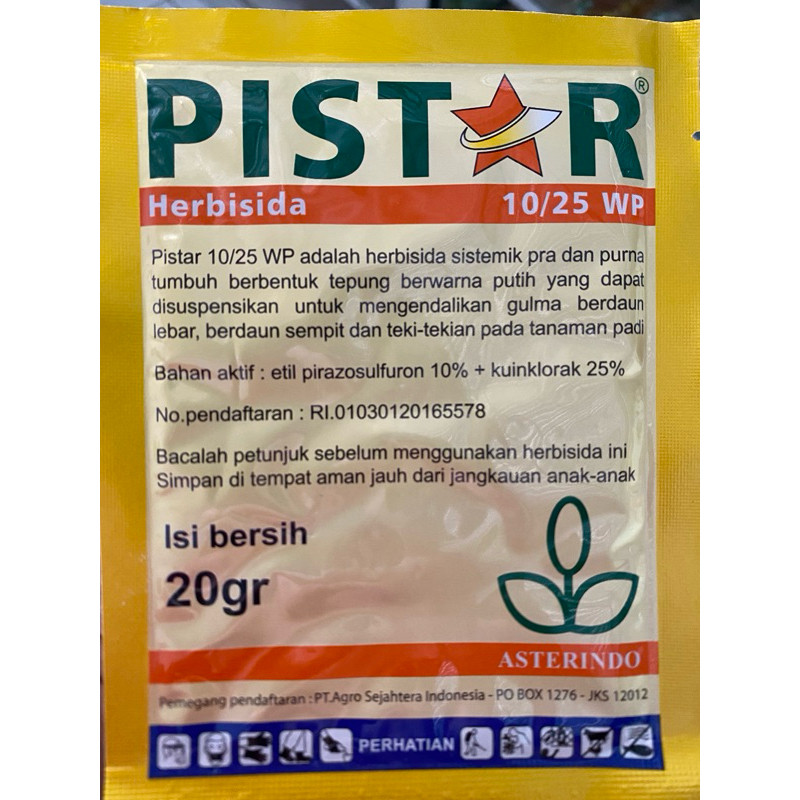 PISTAR®
Herbisida 10/25 WP
Pistar 10/25 WP adalah herbisida sistemik pra dan purna
tumbuh berbentuk tepung berwarna putih yang dapat
disuspensikan untuk mengendalikan gulma berdaun
lebar, berdaun sempit dan teki-tekian pada tanaman padi
Bahan aktif : etil pirazosulfuron 10% + kuinklorak 25%
No.pendaftaran : RI.01030120165578
Bacalah petunjuk sebelum menggunakan herbisida ini
Simpan di tempat aman jauh dari jangkauan anak-anak
Isi bersih
20gr
ASTERINDO
Pemegang pendaftaran : PT.Agro Sejahtera Indonesia - PO BOX 1276 - JKS 12012
PERHATIAN